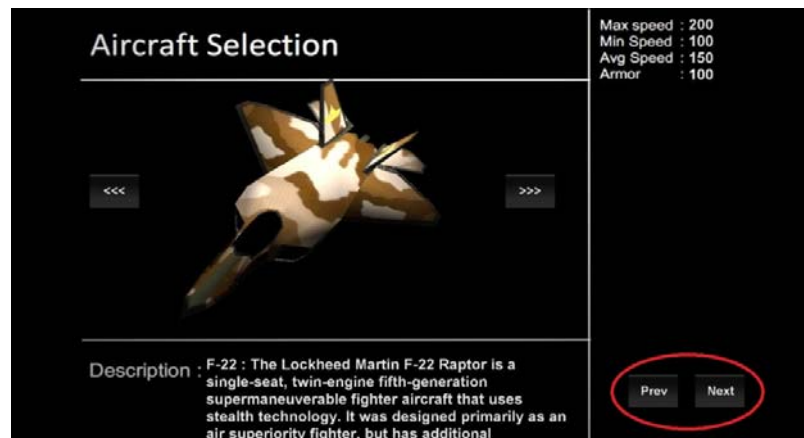 Aircraft Selection
Max speed : 200
Min Speed : 100
Avg Speed : 150
Armor : 100
<<<
>>>
Description : F-22 : The Lockheed Martin F-22 Raptor is a
single-seat, twin-engine fifth-generation
supermaneuverable fighter aircraft that uses
stealth technology. It was designed primarily as an
air superiority fighter, but has additional
Prev
Next